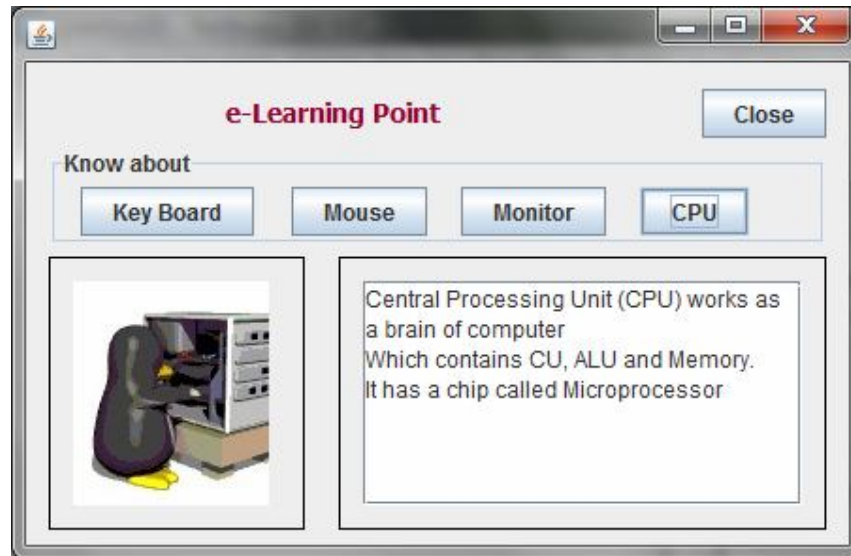 e-Learning Point
Close
Know about
Key Board
Mouse
Monitor
CPU
Central Processing Unit (CPU) works as
a brain of computer
Which contains CU, ALU and Memory.
It has a chip called Microprocessor